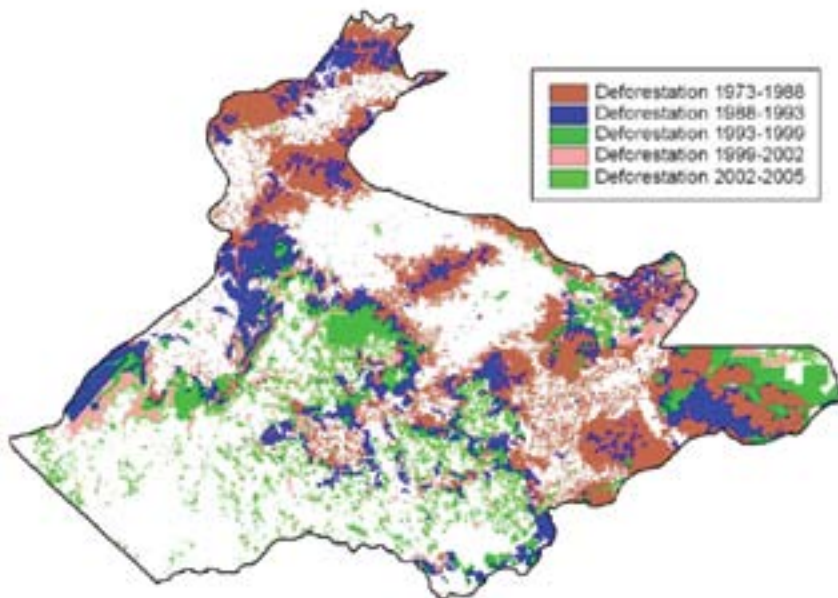 Deforestation 1973-1988
Deforestation 1988-1993
Deforestation 1993-1999
Deforestation 1999-2002
Deforestation 2002-2005